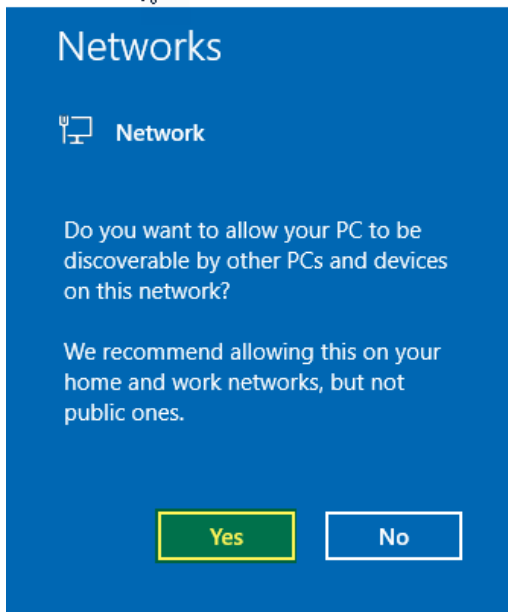 Networks
Network
Do you want to allow your PC to be
discoverable by other PCs and devices
on this network?
We recommend allowing this on your
home and work networks, but not
public ones.
Yes
No